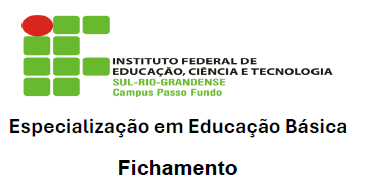 INSTITUTO FEDERAL DE
EDUCAÇÃO, CIÊNCIA E TECNOLOGIA
SUL-RIO-GRANDENSE
Campus Passo Fundo
Especialização em Educação Básica
Fichamento